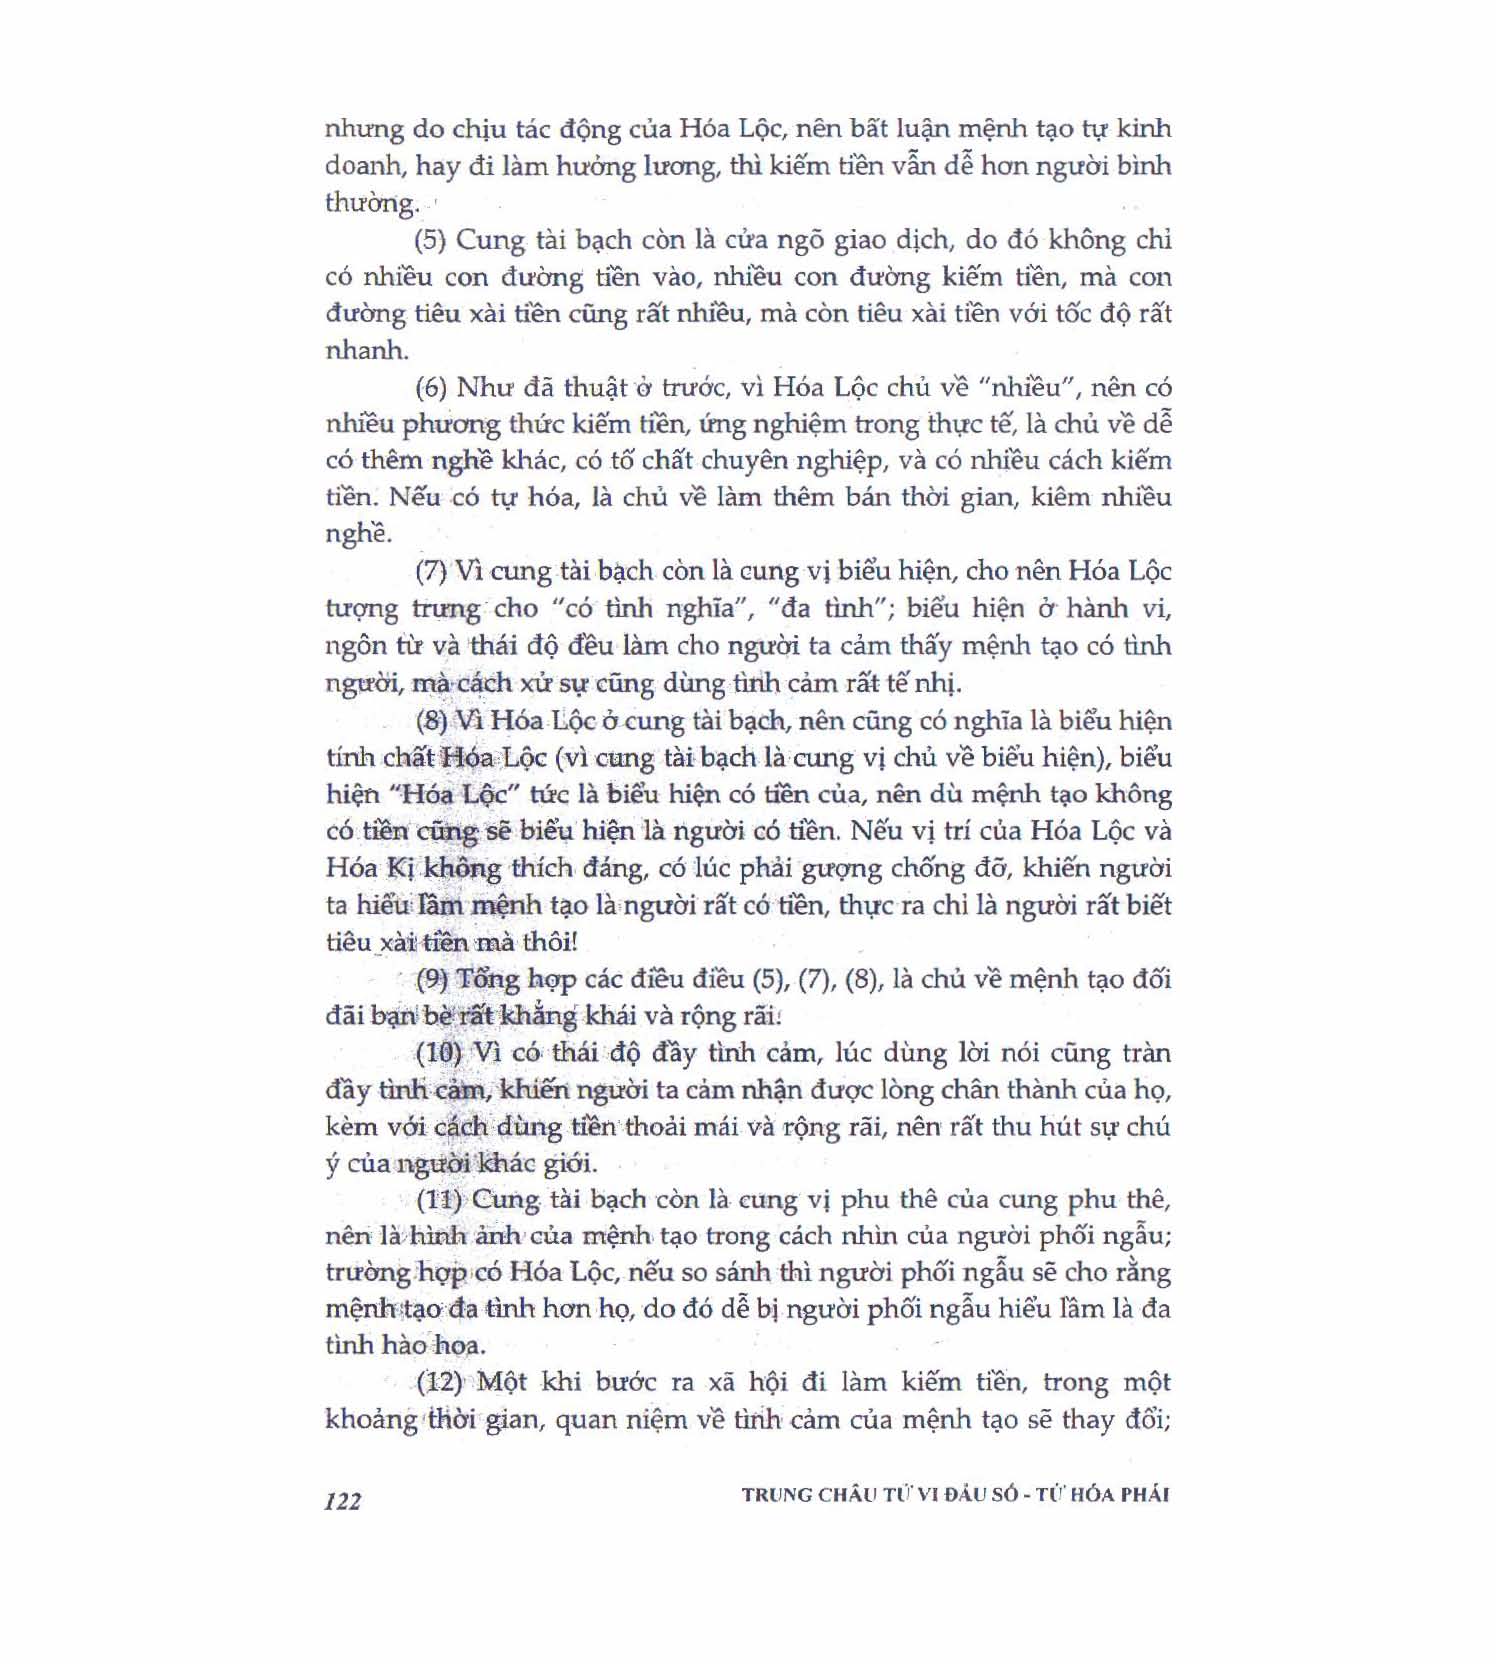 nhưng do chịu tác động của Hóa Lộc, nên bất luận mệnh tạo tự kinh
doanh, hay đi làm hưởng lương, thì kiếm tiền vẫn dễ hơn người bình
thường.
(5) Cung tài bạch còn là cửa ngõ giao dịch, do đó không chỉ
có nhiều con đường tiền vào, nhiều con đường kiếm tiền, mà con
đường tiêu xài tiền cũng rất nhiều, mà còn tiêu xài tiền với tốc độ rất
nhanh.
(6) Như đã thuật ở trước, vì Hóa Lộc chủ về "nhiều", nên có
nhiều phương thức kiếm tiền, ứng nghiệm trong thực tế, là chủ về dễ
có thêm nghề khác, có tố chất chuyên nghiệp, và có nhiều cách kiếm
tiền. Nếu có tự hóa, là chủ về làm thêm bán thời gian, kiêm nhiều
nghề.
(7) Vì cung tài bạch còn là cung vị biểu hiện, cho nên Hóa Lộc
tượng trưng cho "có tình nghĩa", "đa tình"; biểu hiện ở hành vi,
ngôn từ và thái độ đều làm cho người ta cảm thấy mệnh tạo có tình
người, mà cách xử sự cũng dùng tình cảm rất tế nhị.
(8) Vì Hóa Lộc ở cung tài bạch, nên cũng có nghĩa là biểu hiện
tính chất Hóa Lộc (vì cung tài bạch là cung vị chủ về biểu hiện), biểu
hiện "Hóa Lộc" tức là biểu hiện có tiền của, nên dù mệnh tạo không
có tiền cũng sẽ biểu hiện là người có tiền. Nếu vị trí của Hóa Lộc và
Hóa Kị không thích đáng, có lúc phải gượng chống đỡ, khiến người
ta hiểu lầm mệnh tạo là người rất có tiền, thực ra chỉ là người rất biết
tiêu xài tiền mà thôi!
(9) Tổng hợp các điều điều (5), (7), (8), là chủ về mệnh tạo đối
đãi bạn bè rất khẳng khái và rộng rãi.
(10) Vì có thái độ đầy tình cảm, lúc dùng lời nói cũng tràn
đầy tình cảm, khiến người ta cảm nhận được lòng chân thành của họ,
kèm với cách dùng tiền thoải mái và rộng rãi, nên rất thu hút sự chú
ý của người khác giới.
(11) Cung tài bạch còn là cung vị phu thê của cung phu thê,
nên là hình ảnh của mệnh tạo trong cách nhìn của người phối ngẫu;
trường hợp có Hóa Lộc, nếu so sánh thì người phối ngẫu sẽ cho rằng
mệnh tạo đa tình hơn họ, do đó dễ bị người phối ngẫu hiểu lầm là đa
tình hào hoa.
(12) Một khi bước ra xã hội đi làm kiếm tiền, trong một
khoảng thời gian, quan niệm về tình cảm của mệnh tạo sẽ thay đổi;
122
TRUNG CHÂU TỬ VI ĐẨU SỐ - TỨ HÓA PHÁI